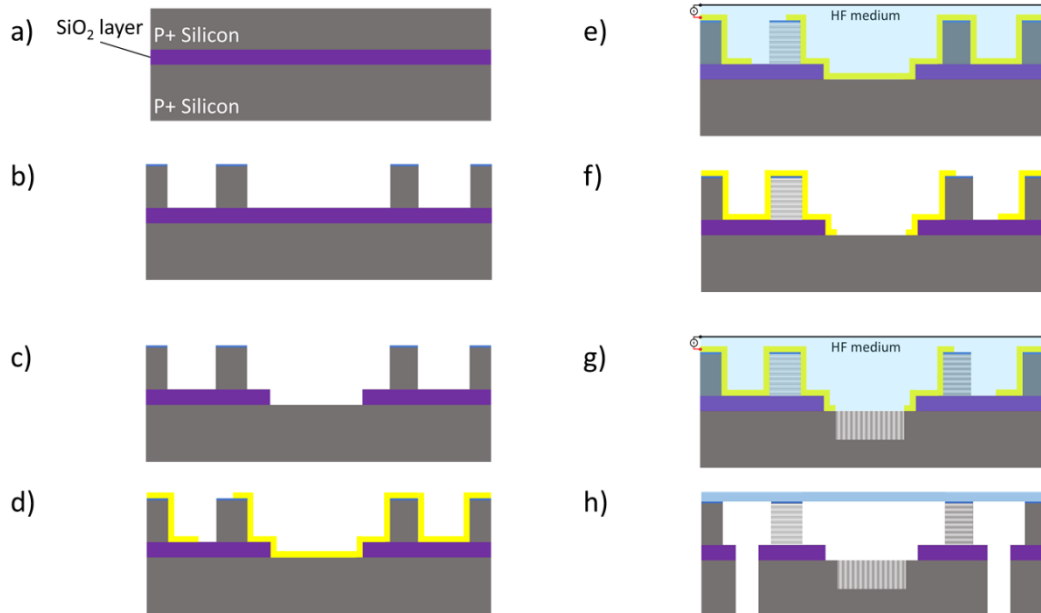 a)
SiO₂ layer
P+ Silicon
P+ Silicon
b)
c)
d)
e)
HF medium
f)
g)
HF medium
h)